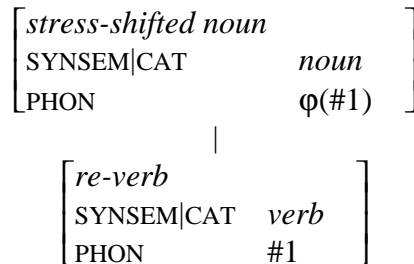 stress-shifted noun
SYNSEM|CAT noun
PHON φ(#1)
|
re-verb
SYNSEM|CAT verb
PHON #1